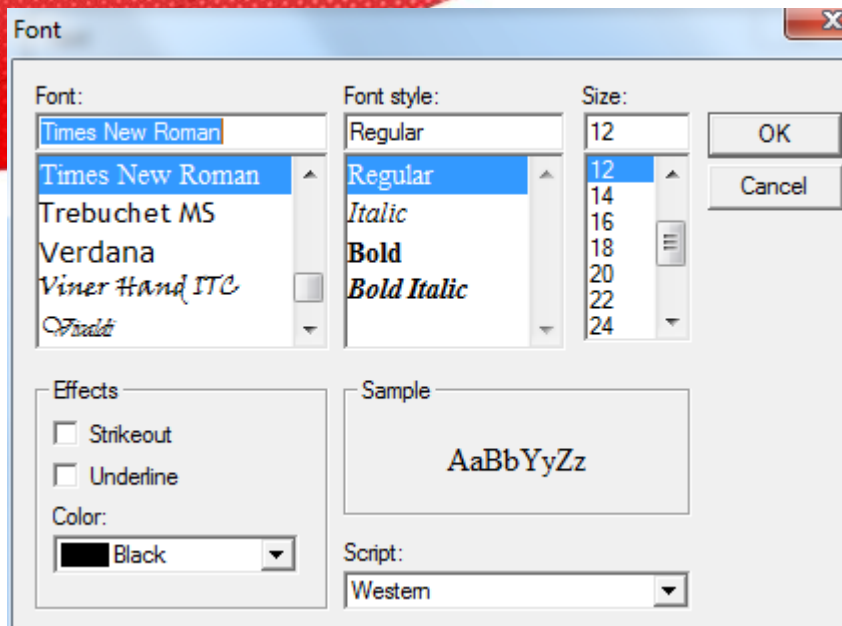 Font
Font:
Font style:
Size:
Times New Roman
Regular
12
OK
Cancel
Times New Roman
Trebuchet MS
Verdana
Viner Hand ITC
Vivaldi
Regular
Italic
Bold
Bold Italic
12
14
16
18
20
22
24
Effects
Strikeout
Underline
Color:
Black
Sample
AaBbYyZz
Script:
Western